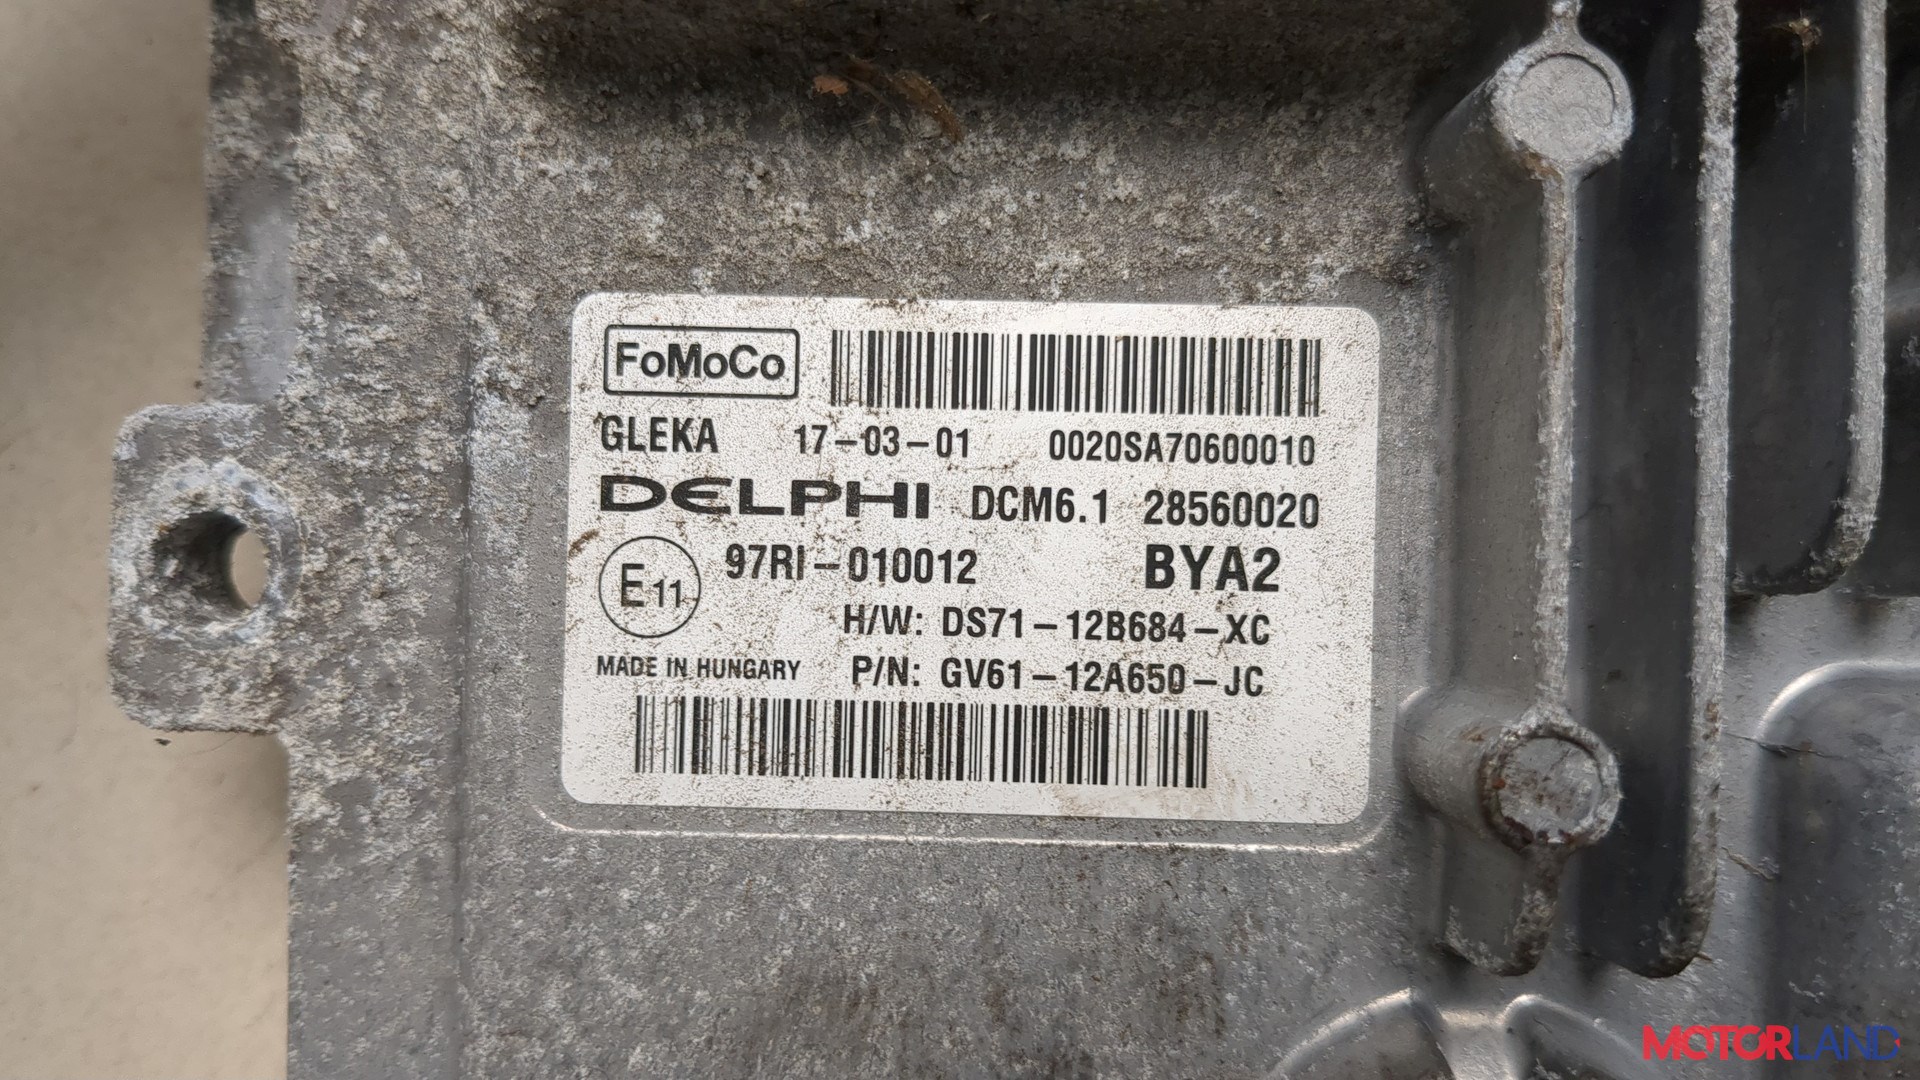 FoMoCo
GLEKA 17-03-01 0020SA70600010
DELPHI DCM6.1 28560020
E11 97RI-010012 BYA2
H/W: DS71-12B684-XC
MADE IN HUNGARY P/N: GV61-12A650-JC
MOTORLAND